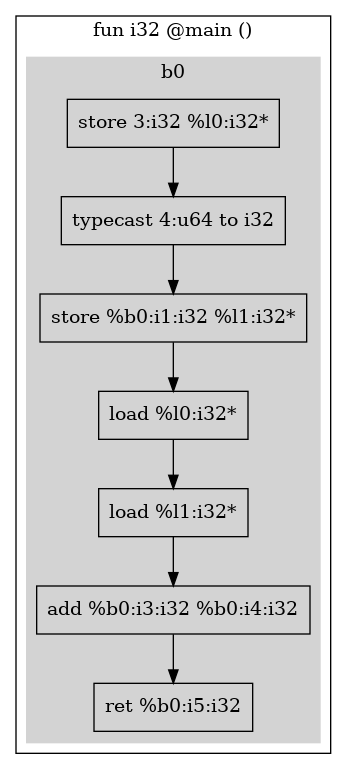 fun i32 @main ()
b0
store 3:i32 %l0:i32*
typecast 4:u64 to i32
store %b0:i1:i32 %l1:i32*
load %l0:i32*
load %l1:i32*
add %b0:i3:i32 %b0:i4:i32
ret %b0:i5:i32